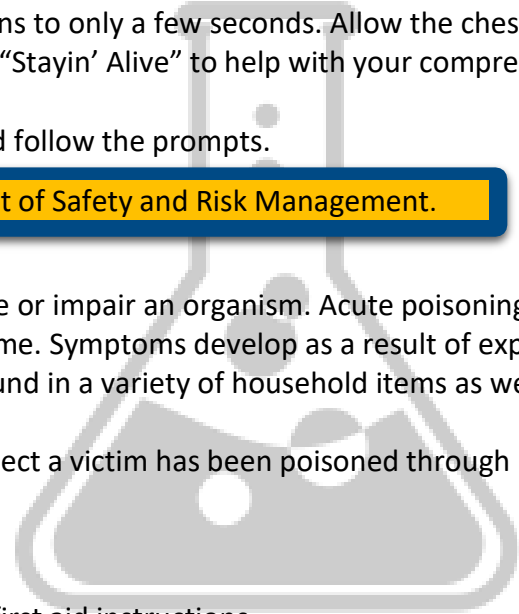 ns to only a few seconds. Allow the ches
“Stayin’ Alive” to help with your compre
d follow the prompts.
t of Safety and Risk Management.
e or impair an organism. Acute poisoning
me. Symptoms develop as a result of exp
und in a variety of household items as we
ect a victim has been poisoned through
first aid instructions